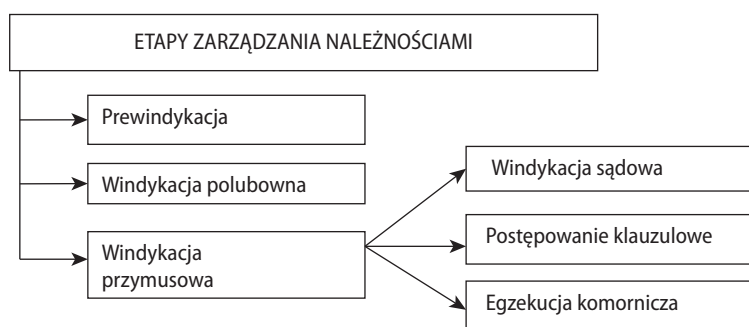 ETAPY ZARZĄDZANIA NALEŻNOŚCIAMI
Prewindykacja
Windykacja polubowna
Windykacja
przymusowa
Windykacja sądowa
Postępowanie klauzulowe
Egzekucja komornicza